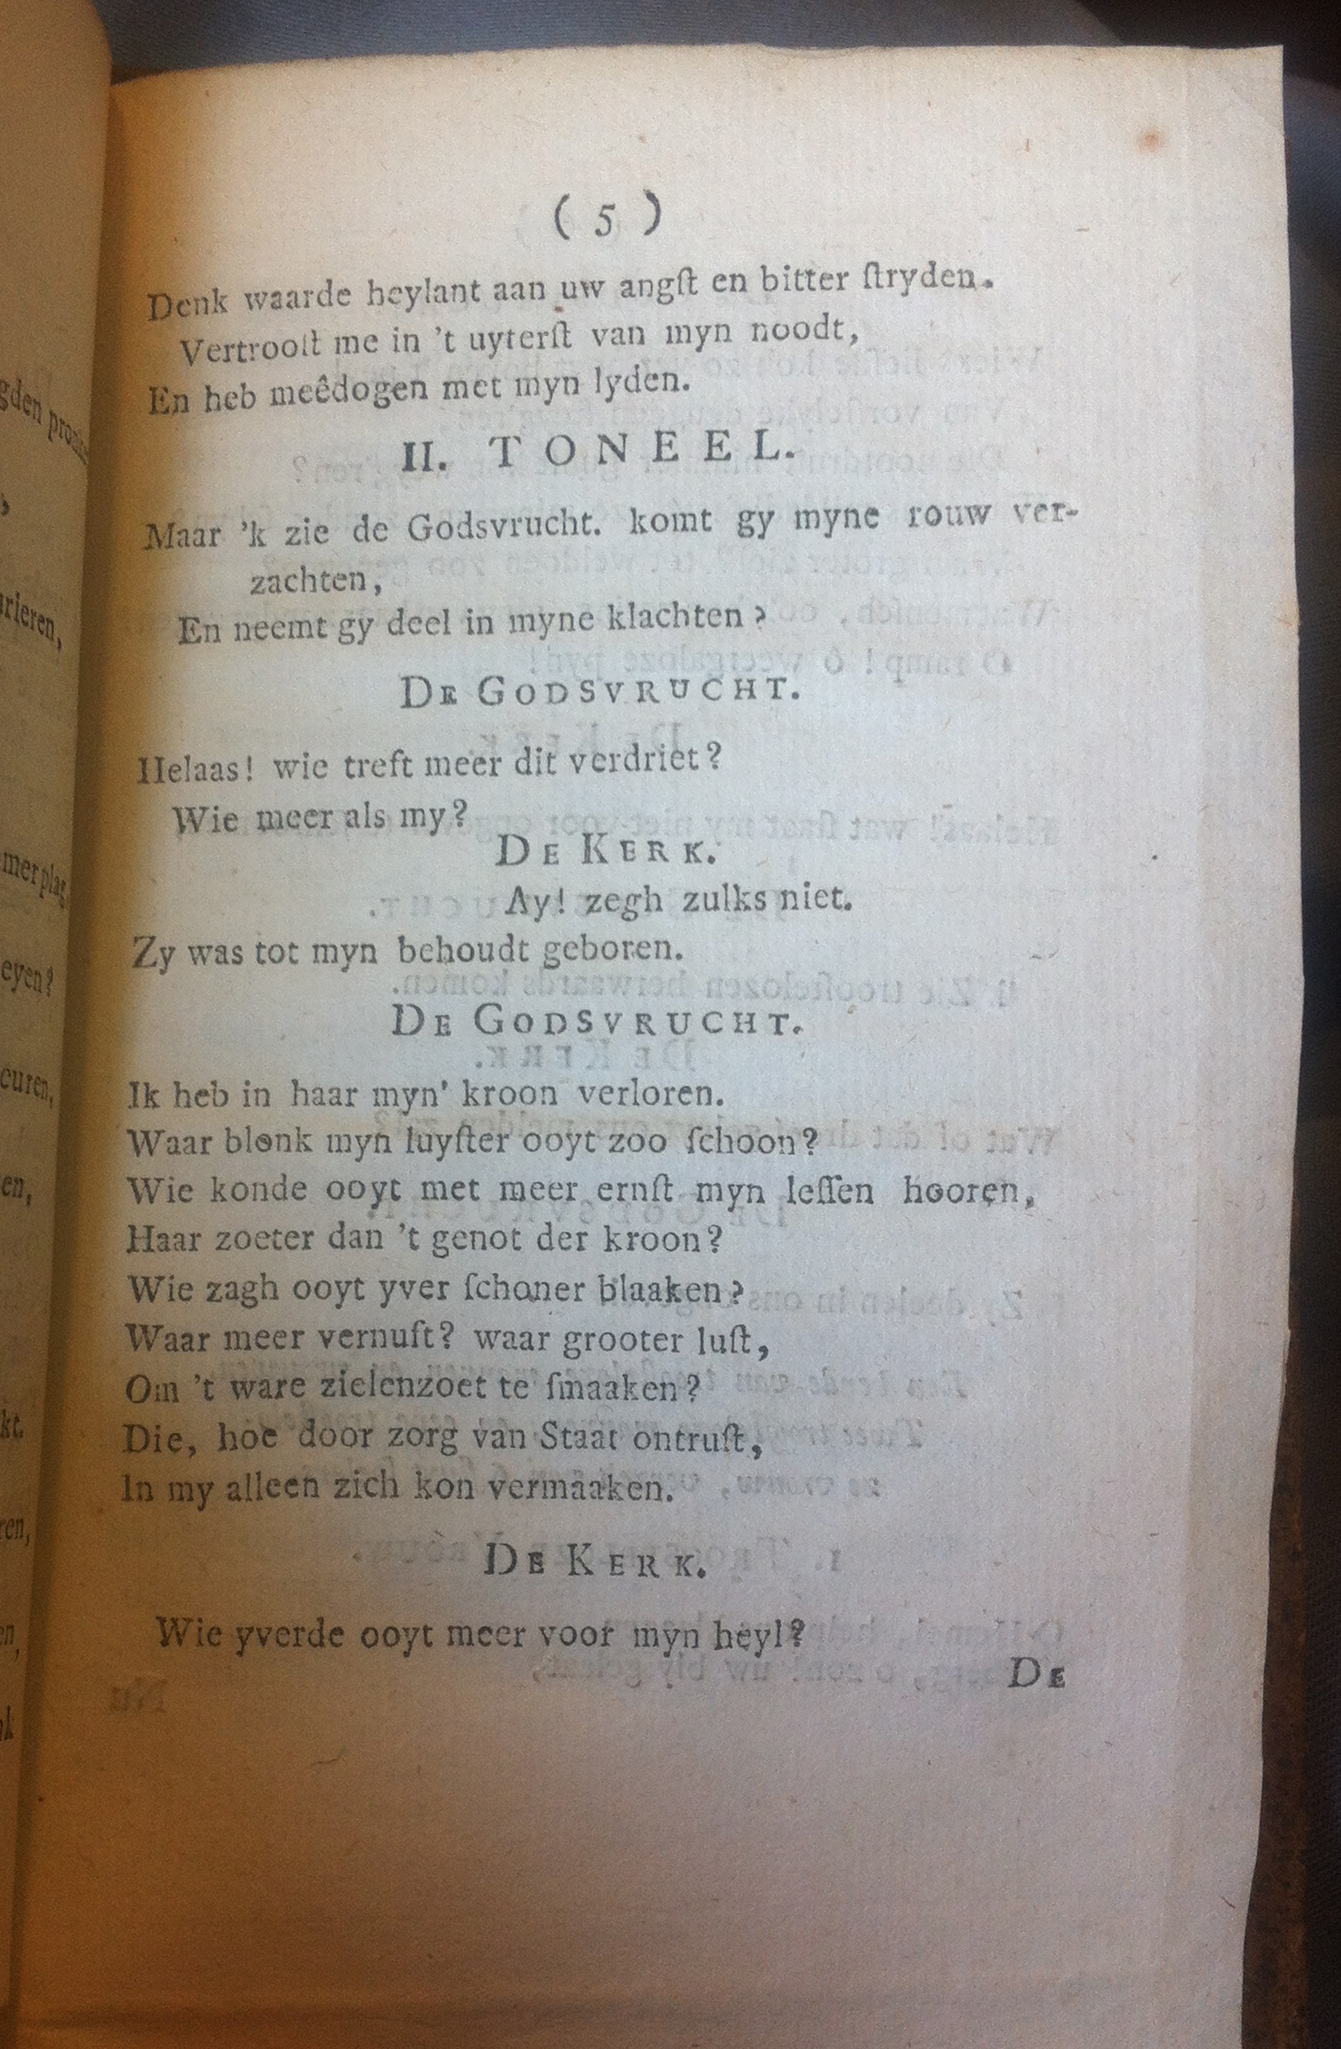 ( 5 )
Denk waarde heylant aan uw angſt en bitter ſtryden.
Vertrooſt me in 't uyterſt van myn noodt,
En heb meêdogen met myn lyden.
II. TONEEL.
Maar 'k zie de Godsvrucht. komt gy myne rouw ver-
zachten,
En neemt gy deel in myne klachten?
DE GODSVRUCHT.
Helaas! wie treft meer dit verdriet?
Wie meer als my?
DE KERK.
Ay! zegh zulks niet.
Zy was tot myn behoudt geboren.
DE GODSVRUCHT.
Ik heb in haar myn' kroon verloren.
Waar blonk myn luyſter ooyt zoo ſchoon?
Wie konde ooyt met meer ernſt myn leſſen hooren,
Haar zoeter dan 't genot der kroon?
Wie zagh ooyt yver ſchoner blaaken?
Waar meer vernuft? waar grooter luſt,
Om 't ware zielenzoet te ſmaaken?
Die, hoe door zorg van Staat ontruſt,
In my alleen zich kon vermaaken.
DE KERK.
Wie yverde ooyt meer voor myn heyl?
DE